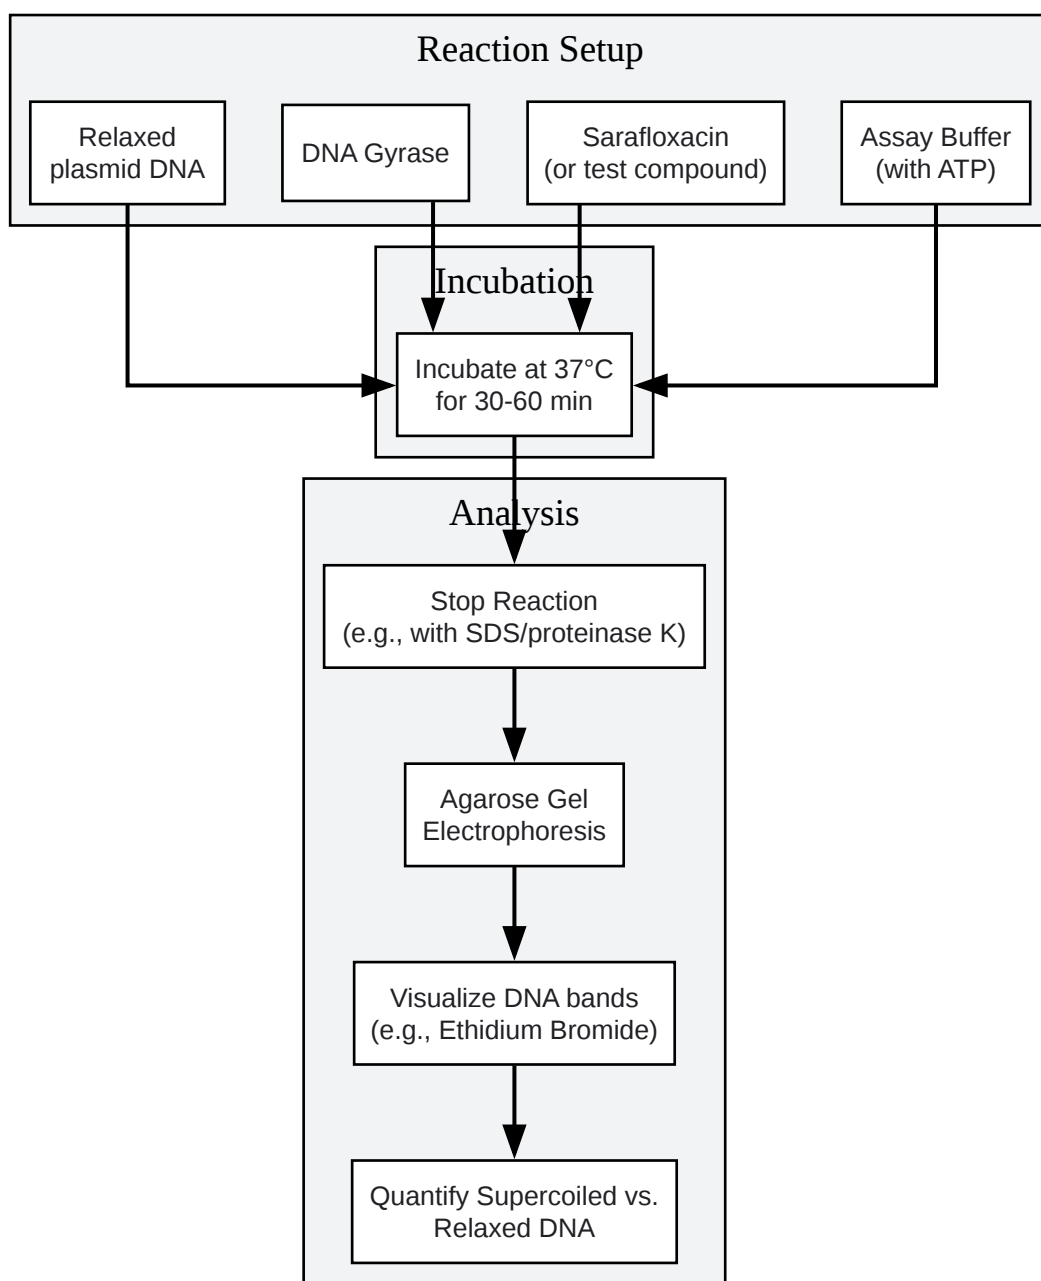 Reaction Setup
Relaxed
plasmid DNA
DNA Gyrase
Sarafloxacin
(or test compound)
Assay Buffer
(with ATP)
Incubation
Incubate at 37°C
for 30-60 min
Analysis
Stop Reaction
(e.g., with SDS/proteinase K)
Agarose Gel
Electrophoresis
Visualize DNA bands
(e.g., Ethidium Bromide)
Quantify Supercoiled vs.
Relaxed DNA